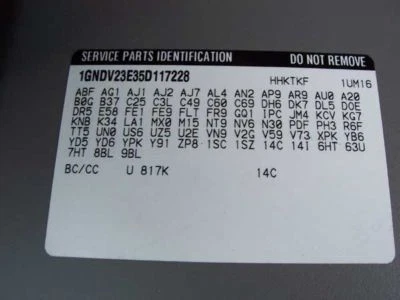 SERVICE PARTS IDENTIFICATION DO NOT REMOVE
1GNDV23E35D117228 HHKTKF 1UM16
ABF AG1 AJ1 AJ2 AJ7 AL4 AN2 AP9 AR9 AU0 A20
B0G B37 C25 C3L C49 C60 C69 DH6 DK7 DL5 D0E
DR5 E58 FE1 FE9 FLT FR9 GQ1 IPC JM4 KCV KG7
KNB K34 LA1 MX0 M15 NT9 NV6 N30 PDF PH3 R6F
TT5 UN0 US6 UZ5 U2E VN9 V2G V59 V73 XPK YB6
YD5 YD6 YPK Y91 ZP8 1SC 1SZ 14C 14I 6HT 63U
7HT 8BL 9BL
BC/CC U 817K 14C